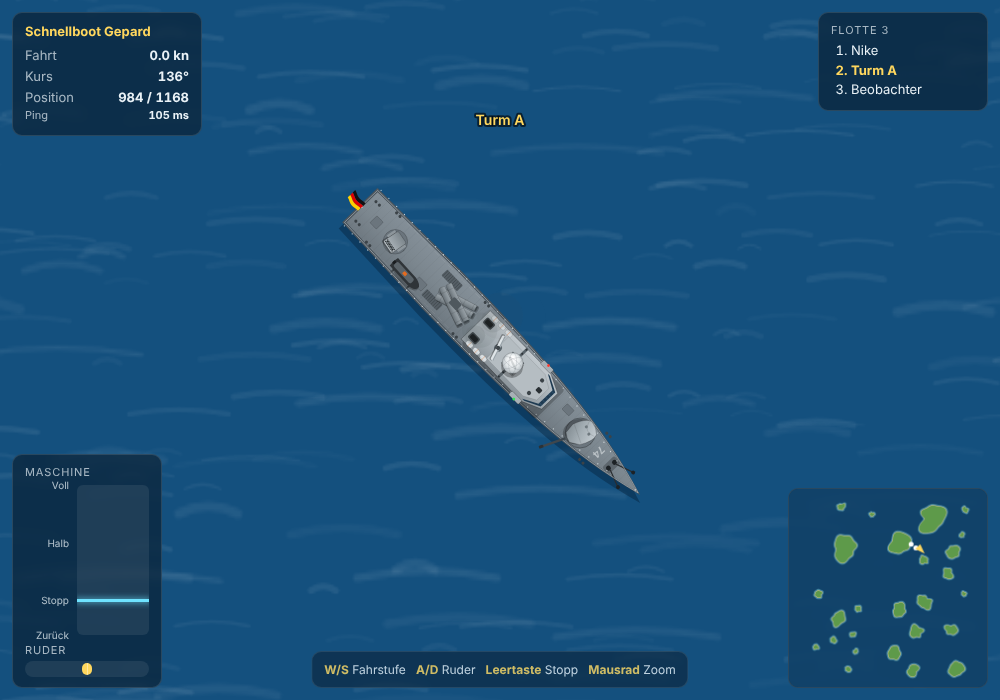 Schnellboot Gepard
Fahrt 0.0 kn
Kurs 136°
Position 984 / 1168
Ping 105 ms
FLOTTE 3
1. Nike
2. Turm A
3. Beobachter
Turm A
74
MASCHINE
Voll
Halb
Stopp
Zurück
RUDER
W/S Fahrstufe A/D Ruder Leertaste Stopp Mausrad Zoom